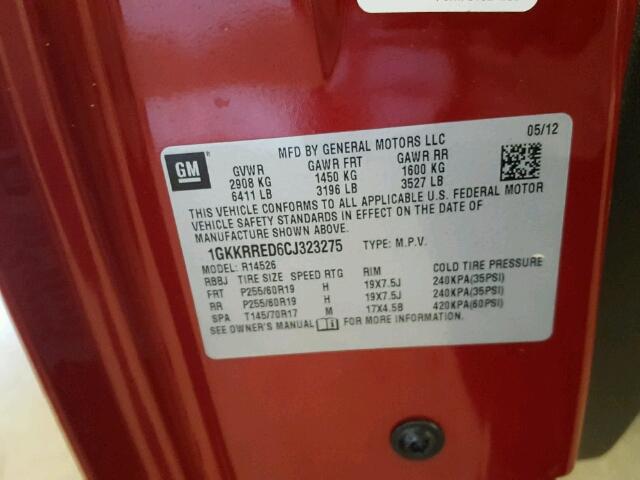 05/12
MFD BY GENERAL MOTORS LLC
GM
GVWR GAWR FRT GAWR RR
2908 KG 1450 KG 1600 KG
6411 LB 3196 LB 3527 LB
THIS VEHICLE CONFORMS TO ALL APPLICABLE U.S. FEDERAL MOTOR
VEHICLE SAFETY STANDARDS IN EFFECT ON THE DATE OF
MANUFACTURE SHOWN ABOVE.
1GKKRRED6CJ323275 TYPE: M.P.V.
MODEL: R14526
RBBJ TIRE SIZE SPEED RTG RIM COLD TIRE PRESSURE
FRT P255/60R19 H 19X7.5J 240KPA(35PSI)
RR P255/60R19 H 19X7.5J 240KPA(35PSI)
SPA T145/70R17 M 17X4.5B 420KPA(60PSI)
SEE OWNER'S MANUAL FOR MORE INFORMATION.